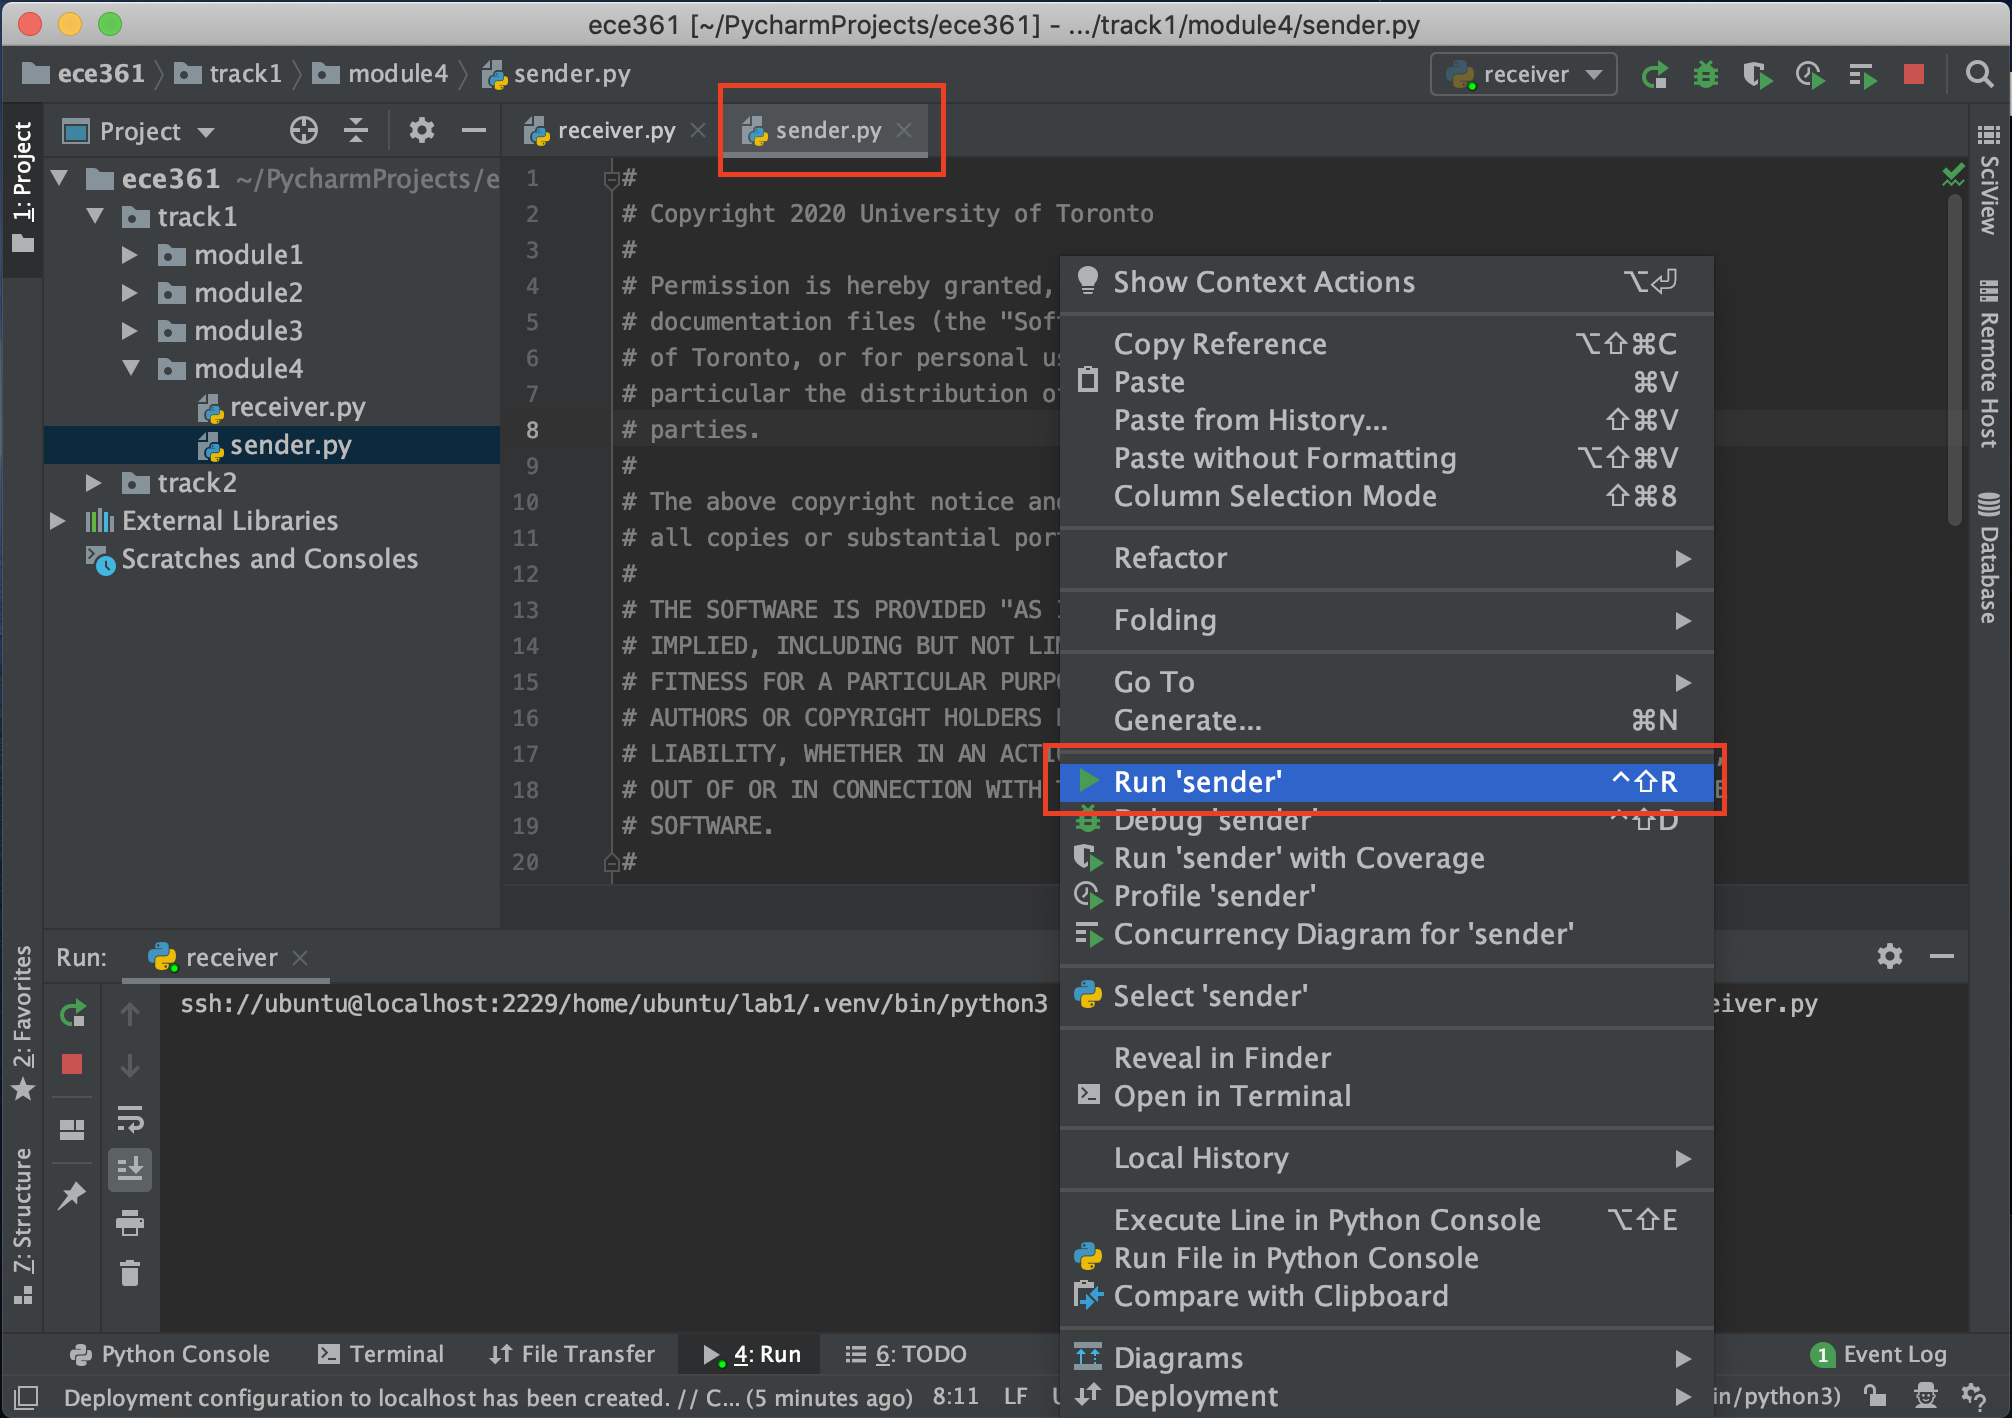 ece361 [~/PycharmProjects/ece361] - .../track1/module4/sender.py
ece361 track1 module4 sender.py
receiver
1: Project
Project
receiver.py
sender.py
ece361 ~/PycharmProjects/e
track1
module1
module2
module3
module4
receiver.py
sender.py
track2
External Libraries
Scratches and Consoles
1 #
2 # Copyright 2020 University of Toronto
3 #
4 # Permission is hereby granted,
5 # documentation files (the "Sof
6 # of Toronto, or for personal us
7 # particular the distribution of
8 # parties.
9 #
10 # The above copyright notice and
11 # all copies or substantial por
12 #
13 # THE SOFTWARE IS PROVIDED "AS I
14 # IMPLIED, INCLUDING BUT NOT LIM
15 # FITNESS FOR A PARTICULAR PURPO
16 # AUTHORS OR COPYRIGHT HOLDERS
17 # LIABILITY, WHETHER IN AN ACTIO
18 # OUT OF OR IN CONNECTION WITH
19 # SOFTWARE.
20 #
Show Context Actions ⌥⏎
Copy Reference ⌥⇧⌘C
Paste ⌘V
Paste from History... ⇧⌘V
Paste without Formatting ⌥⇧⌘V
Column Selection Mode ⇧⌘8
Refactor
Folding
Go To
Generate... ⌘N
Run 'sender' ^⇧R
Debug 'sender' ^⇧D
Run 'sender' with Coverage
Profile 'sender'
Concurrency Diagram for 'sender'
Select 'sender'
Reveal in Finder
Open in Terminal
Local History
Execute Line in Python Console ⌥⇧E
Run File in Python Console
Compare with Clipboard
Diagrams
Deployment
SciView
Remote Host
Database
2: Favorites
7: Structure
Run: receiver
ssh://ubuntu@localhost:2229/home/ubuntu/lab1/.venv/bin/python3 eiver.py
Python Console Terminal File Transfer 4: Run 6: TODO 1 Event Log
Deployment configuration to localhost has been created. // C... (5 minutes ago) 8:11 LF in/python3)